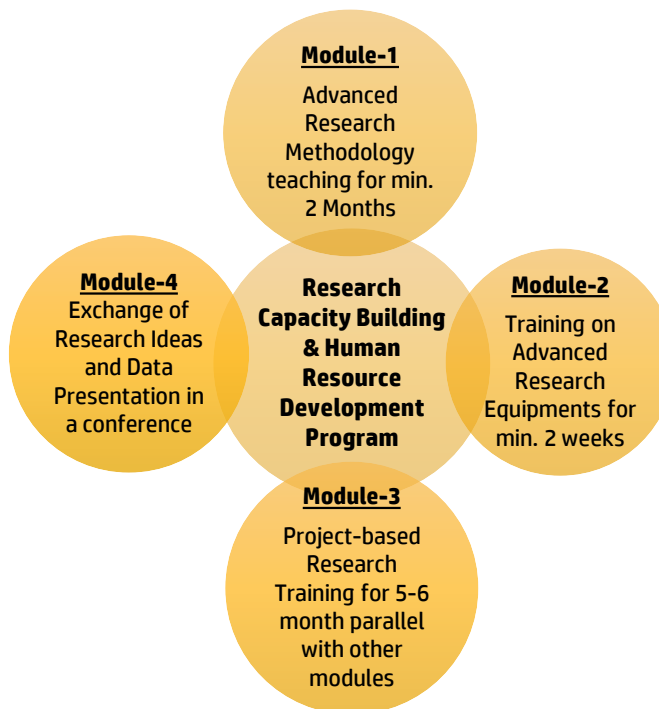 Module-1
Advanced
Research
Methodology
teaching for min.
2 Months
Module-4
Exchange of
Research Ideas
and Data
Presentation in
a conference
Research
Capacity Building
& Human
Resource
Development
Program
Module-2
Training on
Advanced
Research
Equipments for
min. 2 weeks
Module-3
Project-based
Research
Training for 5-6
month parallel
with other
modules